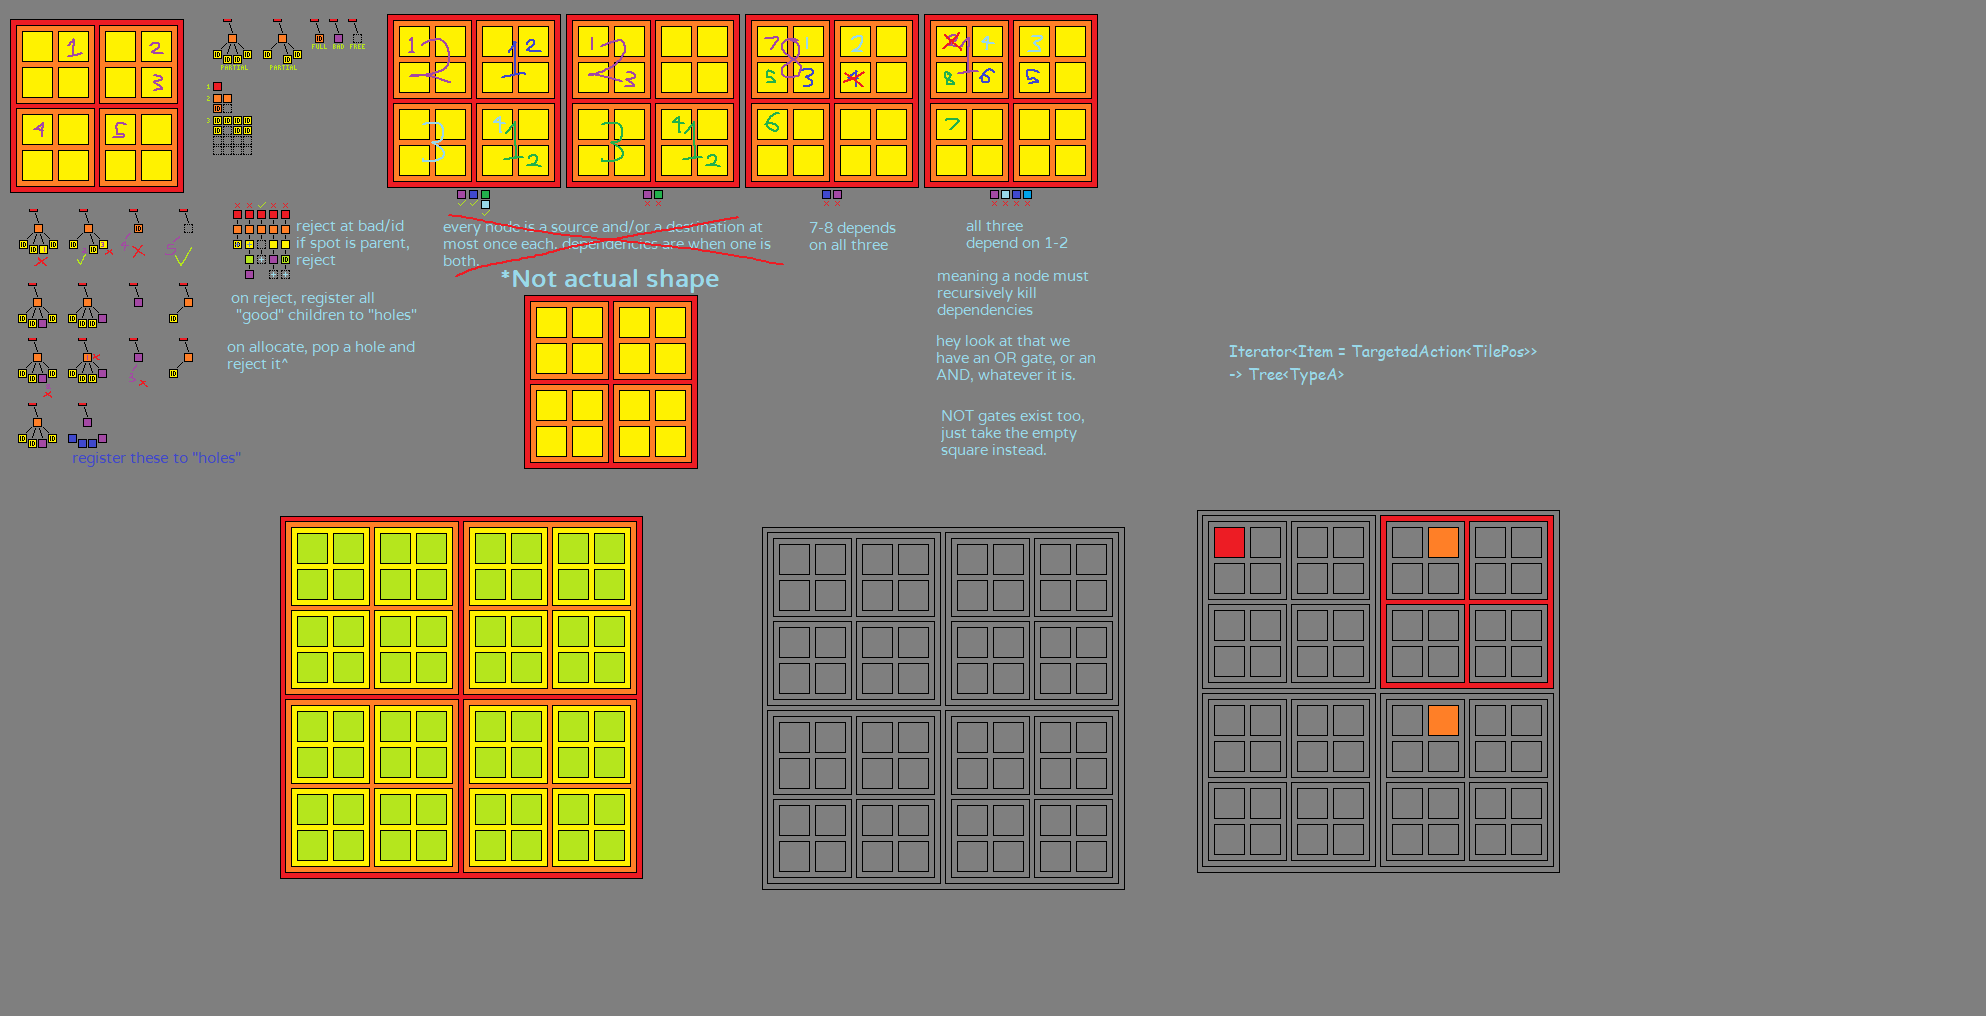 1
2
3
4
5
PARTIAL
PARTIAL
FULL BAD FREE
1
2
3
reject at bad/id
if spot is parent,
reject
on reject, register all
"good" children to "holes"
on allocate, pop a hole and
reject it^
register these to "holes"
1 2 1 2
3 4 1 2
1 2 3
3 4 1 2
7 8 1 2
5 3 4
6
2 1 4 3
8 6 5
7
every node is a source and/or a destination at
most once each. dependencies are when one is
both.
*Not actual shape
7-8 depends
on all three
all three
depend on 1-2
meaning a node must
recursively kill
dependencies
hey look at that we
have an OR gate, or an
AND, whatever it is.
NOT gates exist too,
just take the empty
square instead.
Iterator<Item = TargetedAction<TilePos>>
-> Tree<TypeA>